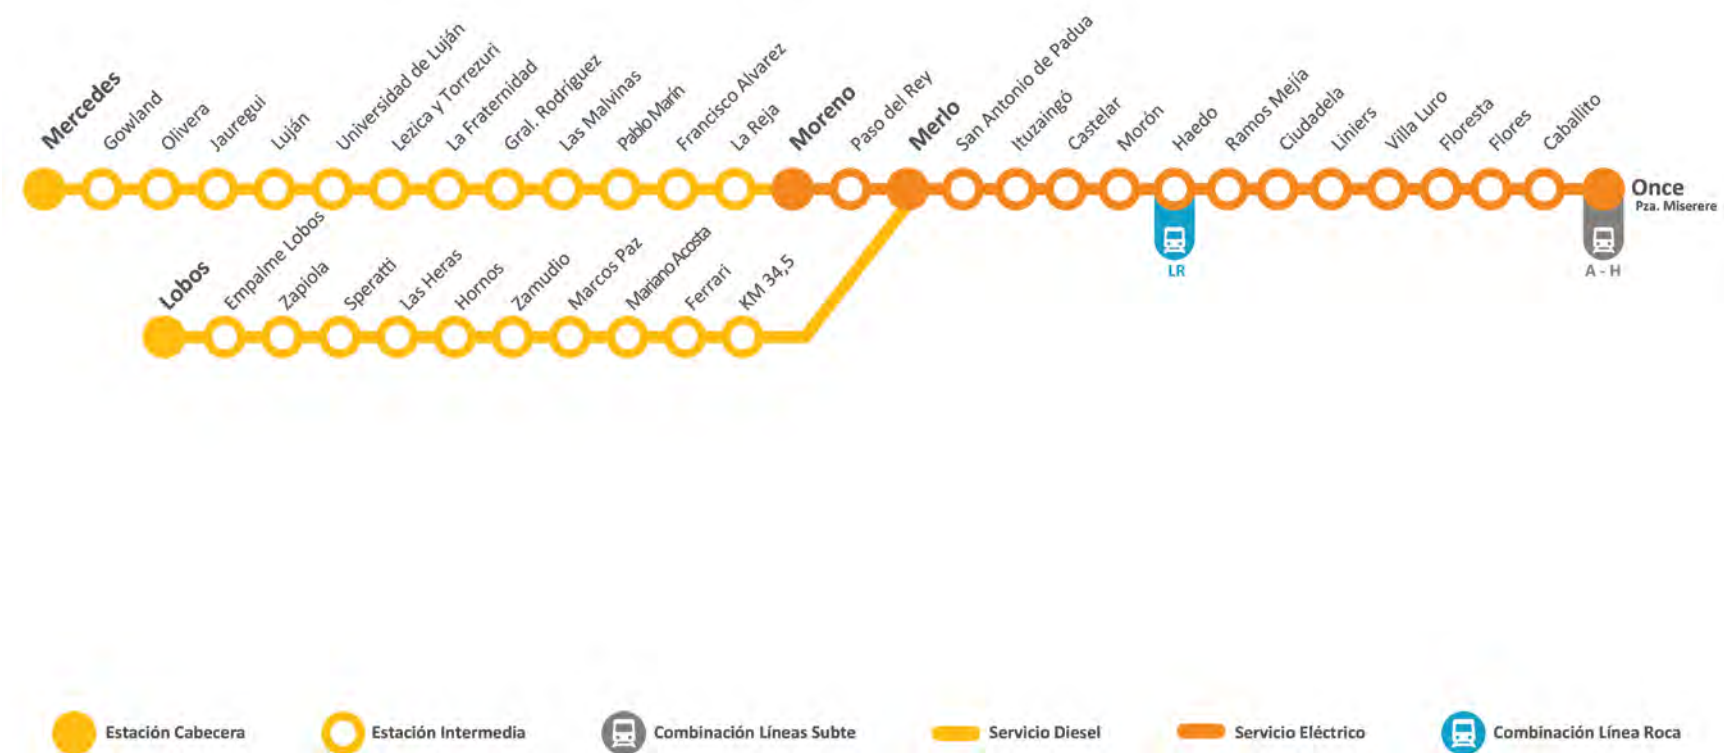 Mercedes
Gowland
Olivera
Jauregui
Luján
Universidad de Luján
Lezica y Torrezuri
La Fraternidad
Gral. Rodríguez
Las Malvinas
Pablo Marín
Francisco Alvarez
La Reja
Moreno
Paso del Rey
Merlo
San Antonio de Padua
Ituzaingó
Castelar
Morón
Haedo
Ramos Mejía
Ciudadela
Liniers
Villa Luro
Floresta
Flores
Caballito
Once
Pza. Miserere
LR
A - H
Lobos
Empalme Lobos
Zapiola
Speratti
Las Heras
Hornos
Zamudio
Marcos Paz
Mariano Acosta
Ferrari
KM 34,5
Estación Cabecera
Estación Intermedia
Combinación Líneas Subte
Servicio Diesel
Servicio Eléctrico
Combinación Línea Roca